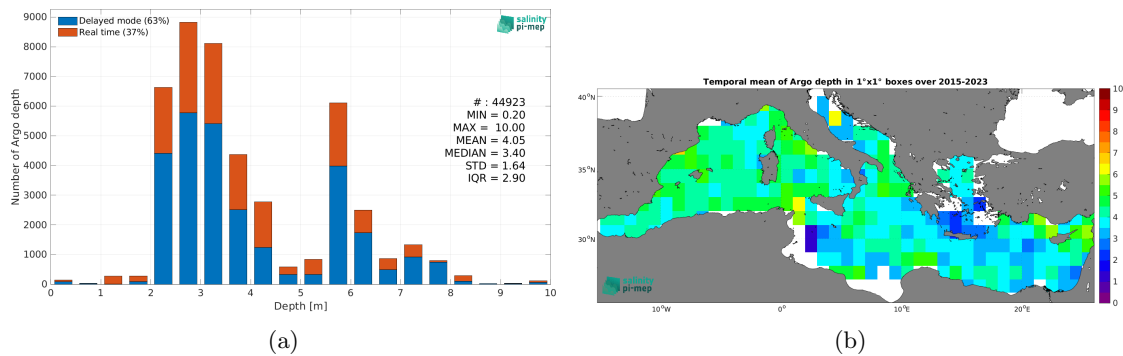 Delayed mode (63%)
Real time (37%)
salinity
pi-mep
9000
8000
7000
6000
5000
4000
3000
2000
1000
0
Number of Argo depth
# : 44923
MIN = 0.20
MAX = 10.00
MEAN = 4.05
MEDIAN = 3.40
STD = 1.64
IQR = 2.90
0 1 2 3 4 5 6 7 8 9 10
Depth [m]
(a)
Temporal mean of Argo depth in 1°x1° boxes over 2015-2023
40°N
35°N
30°N
10°W 0° 10°E 20°E
salinity
pi-mep
10
9
8
7
6
5
4
3
2
1
0
(b)